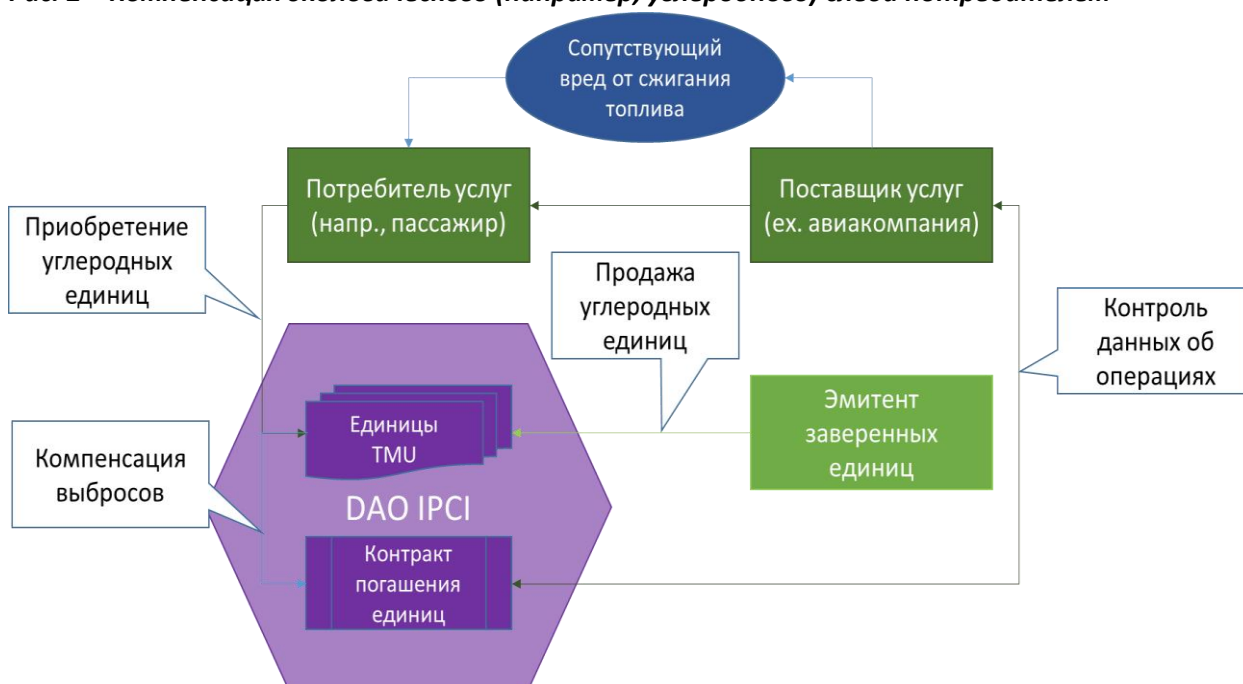 Сопутствующий
вред от сжигания
топлива
Потребитель услуг
(напр., пассажир)
Поставщик услуг
(ex. авиакомпания)
Приобретение
углеродных
единиц
Продажа
углеродных
единиц
Контроль
данных об
операциях
Единицы
TMU
Эмитент
заверенных
единиц
Компенсация
выбросов
DAO IPCI
Контракт
погашения
единиц